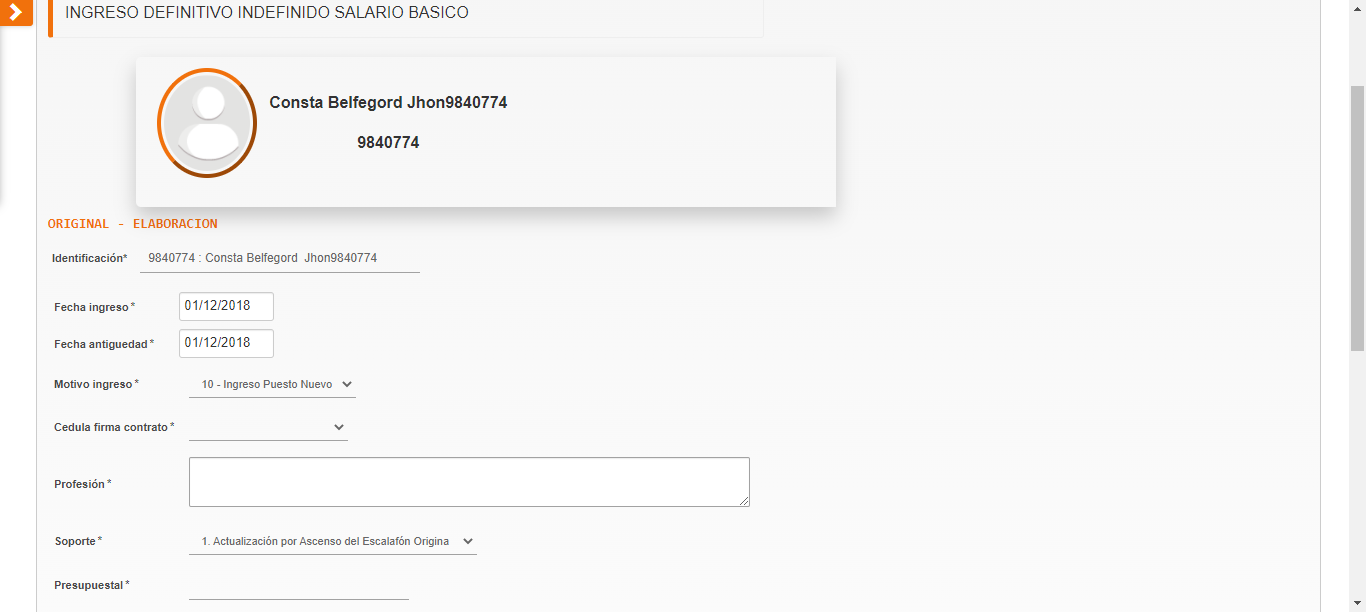 INGRESO DEFINITIVO INDEFINIDO SALARIO BASICO
Consta Belfegord Jhon9840774
9840774
ORIGINAL - ELABORACION
Identificación* 9840774 : Consta Belfegord Jhon9840774
Fecha ingreso* 01/12/2018
Fecha antiguedad* 01/12/2018
Motivo ingreso* 10 - Ingreso Puesto Nuevo
Cedula firma contrato*
Profesión*
Soporte* 1. Actualización por Ascenso del Escalafón Origina
Presupuestal*